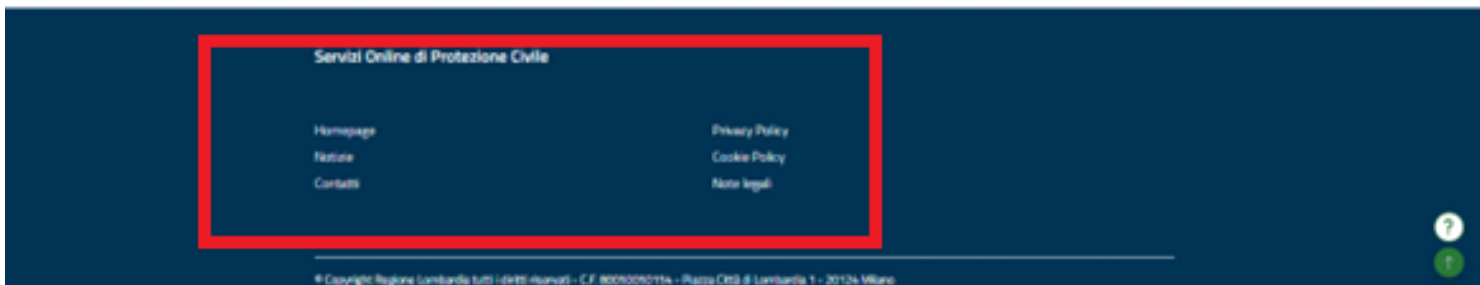 Servizi Online di Protezione Civile
Homepage
Notizie
Contatti
Privacy Policy
Cookie Policy
Note legali
?
© Copyright Regione Lombardia tutti i diritti riservati - C.F. 80050050154 - Piazza Città di Lombardia 1 - 20124 Milano